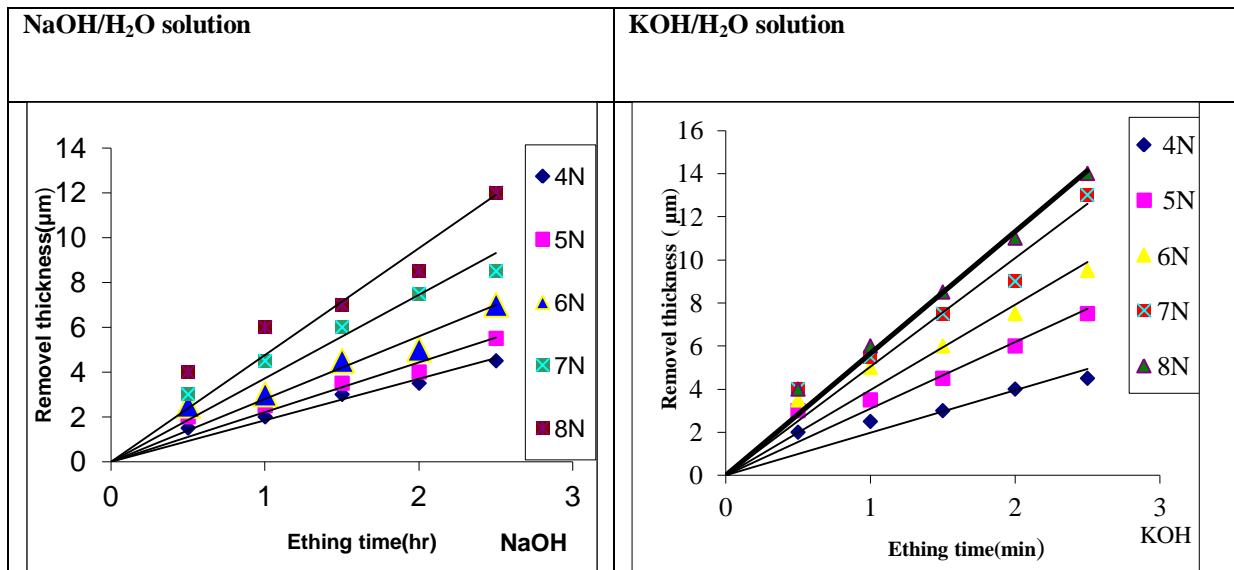 NaOH/H₂O solution
KOH/H₂O solution
Removel thickness(µm)
14
12
10
8
6
4
2
0
0 1 2 3
Ething time(hr)
NaOH
4N
5N
6N
7N
8N
Removel thickness ( µm)
16
14
12
10
8
6
4
2
0
0 1 2 3
Ething time(min)
KOH
4N
5N
6N
7N
8N